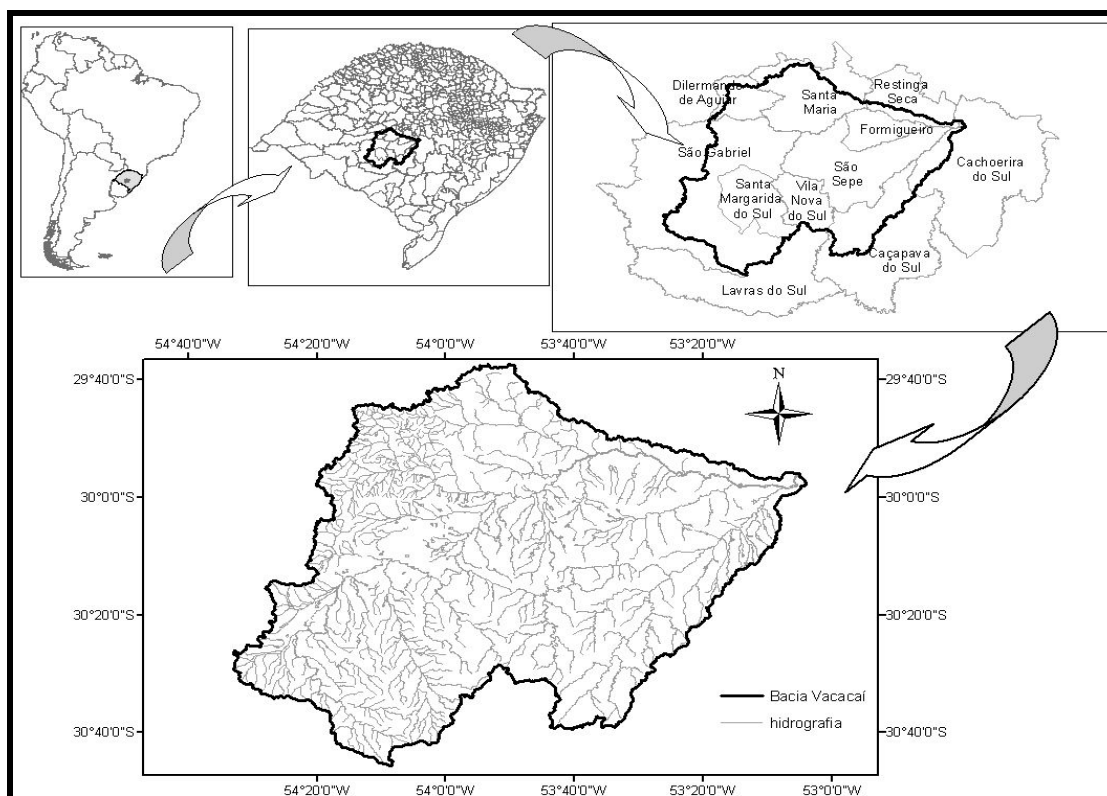 Dilermando
de Aguiar
Santa
Maria
Restinga
Seca
Formigueiro
São Gabriel
São
Sepe
Cachoerira
do Sul
Santa
Margarida
do Sul
Vila
Nova
do Sul
Caçapava
do Sul
Lavras do Sul
54°40'0"W 54°20'0"W 54°0'0"W 53°40'0"W 53°20'0"W
29°40'0"S 29°40'0"S
N
30°0'0"S 30°0'0"S
30°20'0"S 30°20'0"S
Bacia Vacacaí
hidrografia
30°40'0"S 30°40'0"S
54°20'0"W 54°0'0"W 53°40'0"W 53°20'0"W 53°0'0"W